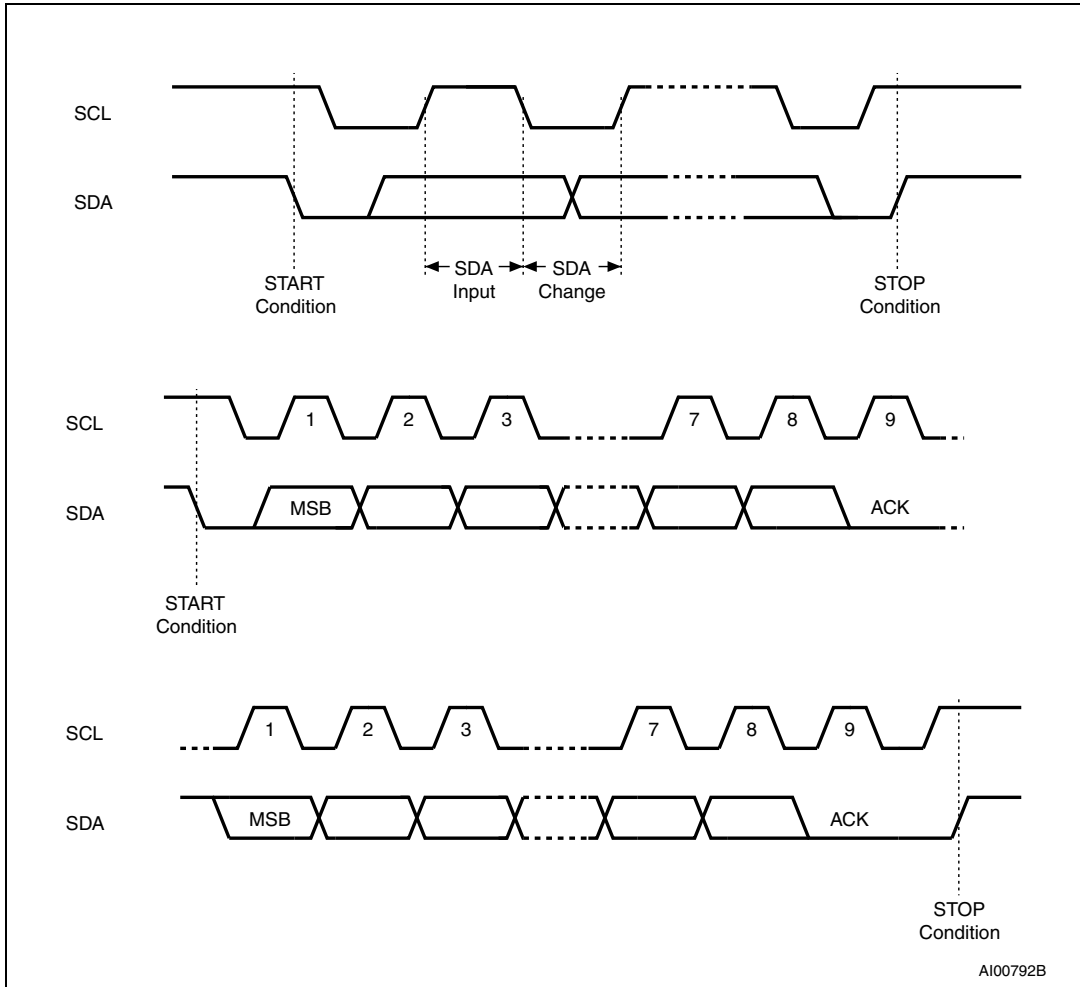 SCL
SDA
SDA
Input
SDA
Change
START
Condition
STOP
Condition
SCL
1
2
3
7
8
9
SDA
MSB
ACK
START
Condition
SCL
1
2
3
7
8
9
SDA
MSB
ACK
STOP
Condition
AI00792B